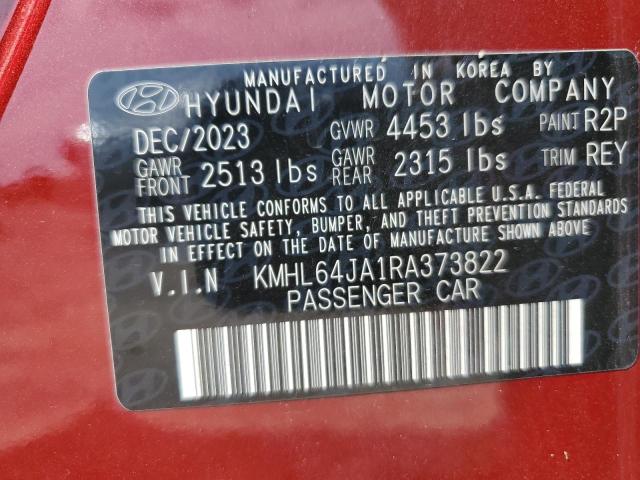 MANUFACTURED IN KOREA BY
HYUNDAI MOTOR COMPANY
DEC/2023 GVWR 4453 lbs PAINT R2P
GAWR FRONT 2513 lbs GAWR REAR 2315 lbs TRIM REY
THIS VEHICLE CONFORMS TO ALL APPLICABLE U.S.A. FEDERAL
MOTOR VEHICLE SAFETY, BUMPER, AND THEFT PREVENTION STANDARDS
IN EFFECT ON THE DATE OF MANUFACTURE SHOWN ABOVE.
V.I.N KMHL64JA1RA373822
PASSENGER CAR